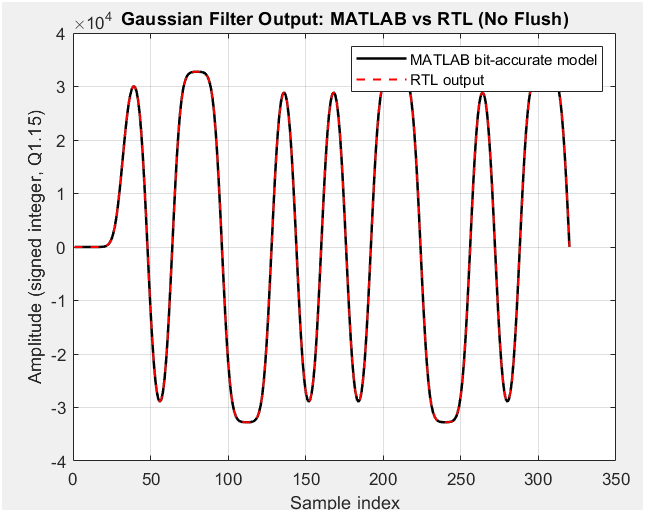 ×10⁴
Gaussian Filter Output: MATLAB vs RTL (No Flush)
4
MATLAB bit-accurate model
RTL output
3
2
1
0
-1
-2
-3
-4
Amplitude (signed integer, Q1.15)
0 50 100 150 200 250 300 350
Sample index